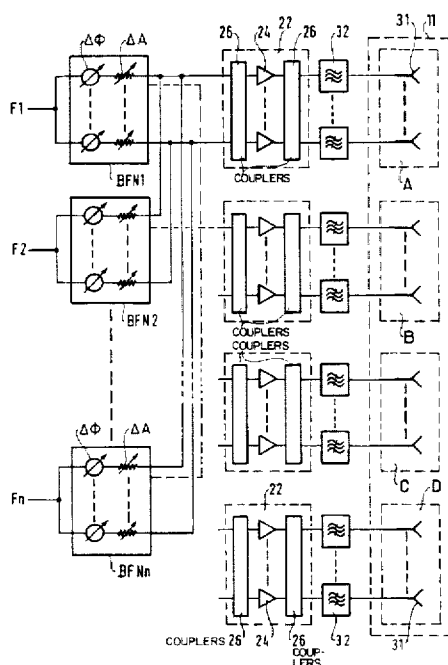 26 24 22 26 32 31 11
ΔΦ ΔA
F1
BFN1
COUPLERS
A
F2
BFN2
COUPLERS
COUPLERS
B
ΔΦ ΔA
C D
22
Fn
BFNn
COUPLERS 26 24 26 32 31
COUP-
LERS